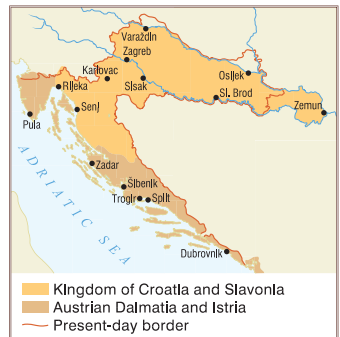 Varaždin
Zagreb
Karlovac
Osijek
Rijeka
Sisak
Sl. Brod
Senj
Zemun
Pula
Zadar
ADRIATIC SEA
Šibenik
Trogir
Split
Dubrovnik
Kingdom of Croatia and Slavonia
Austrian Dalmatia and Istria
Present-day border